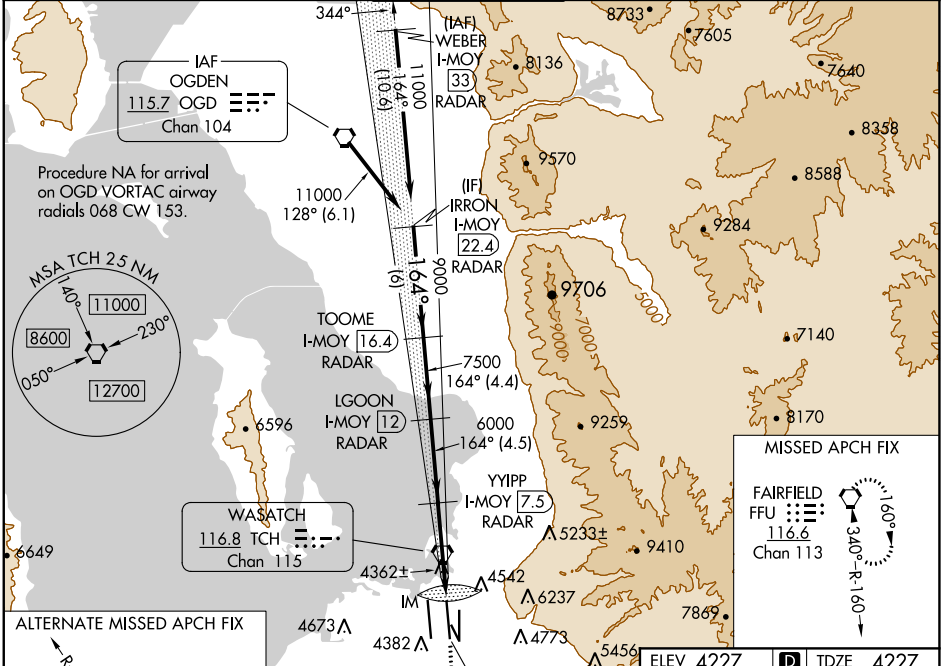 344°
(IAF)
WEBER
I-MOY
33
RADAR
11000
164°
(10.6)
8733
7605
8136
7640
8358
IAF
OGDEN
115.7 OGD
Chan 104
Procedure NA for arrival
on OGD VORTAC airway
radials 068 CW 153.
11000
128° (6.1)
9570
8588
(IF)
IRRON
I-MOY
22.4
RADAR
9284
9000
164°
(6)
MSA TCH 25 NM
140°
11000
8600
230°
050°
12700
9706
5000
9000
7000
TOOME
I-MOY 16.4
RADAR
7140
7500
164° (4.4)
LGOON
I-MOY 12
RADAR
6596
6000
164° (4.5)
9259
8170
YYIPP
I-MOY 7.5
RADAR
MISSED APCH FIX
FAIRFIELD
FFU
116.6
Chan 113
160°
340°
R-160
WASATCH
116.8 TCH
Chan 115
5233±
9410
6649
4362±
4542
IM
6237
7869
ALTERNATE MISSED APCH FIX
R
4673
4382
4773
5456
ELEV 4227
D
TDZE 4227